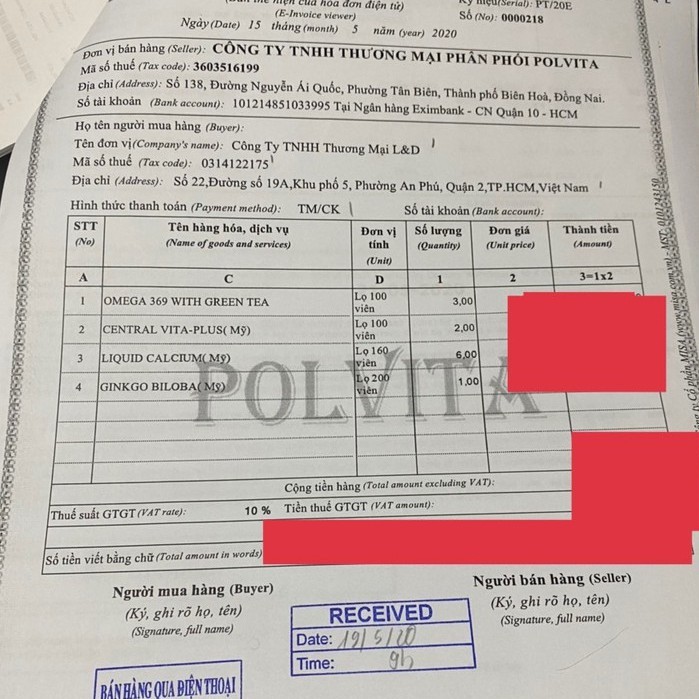 (E-Invoice viewer)
Ký hiệu(Serial): PT/20E
Số (No): 0000218
Ngày(Date) 15 tháng(month) 5 năm (year) 2020
Đơn vị bán hàng (Seller): CÔNG TY TNHH THƯƠNG MẠI PHÂN PHỐI POLVITA
Mã số thuế (Tax code): 3603516199
Địa chỉ (Address): Số 138, Đường Nguyễn Ái Quốc, Phường Tân Biên, Thành phố Biên Hoà, Đồng Nai.
Số tài khoản (Bank account): 101214851033995 Tại Ngân hàng Eximbank - CN Quận 10 - HCM
Họ tên người mua hàng (Buyer):
Tên đơn vị(Company's name): Công Ty TNHH Thương Mại L&D
Mã số thuế (Tax code): 0314122175
Địa chỉ (Address): Số 22,Đường số 19A,Khu phố 5, Phường An Phú, Quận 2,TP.HCM,Việt Nam
Hình thức thanh toán (Payment method): TM/CK Số tài khoản(Bank account):
STT (No) Tên hàng hóa, dịch vụ (Name of goods and services) Đơn vị tính (Unit) Số lượng (Quantity) Đơn giá (Unit price) Thành tiền (Amount)
A C D 1 2 3=1x2
1 OMEGA 369 WITH GREEN TEA Lọ 100 viên 3,00
2 CENTRAL VITA-PLUS( Mỹ) Lọ 100 viên 2,00
3 LIQUID CALCIUM( Mỹ) Lọ 160 viên 6,00
4 GINKGO BILOBA( Mỹ) Lọ 200 viên 1,00
POLVITA
Cộng tiền hàng (Total amount excluding VAT):
Thuế suất GTGT (VAT rate): 10 % Tiền thuế GTGT (VAT amount):
Số tiền viết bằng chữ (Total amount in words)
Người mua hàng (Buyer) Người bán hàng (Seller)
(Ký, ghi rõ họ, tên) (Ký, ghi rõ họ, tên)
(Signature, full name) (Signature, full name)
RECEIVED
Date: 19/5/20
Time: 9h
BÁN HÀNG QUA ĐIỆN THOẠI
Cổ phần MISA (www.misa.com.vn) - MST: 0101243150